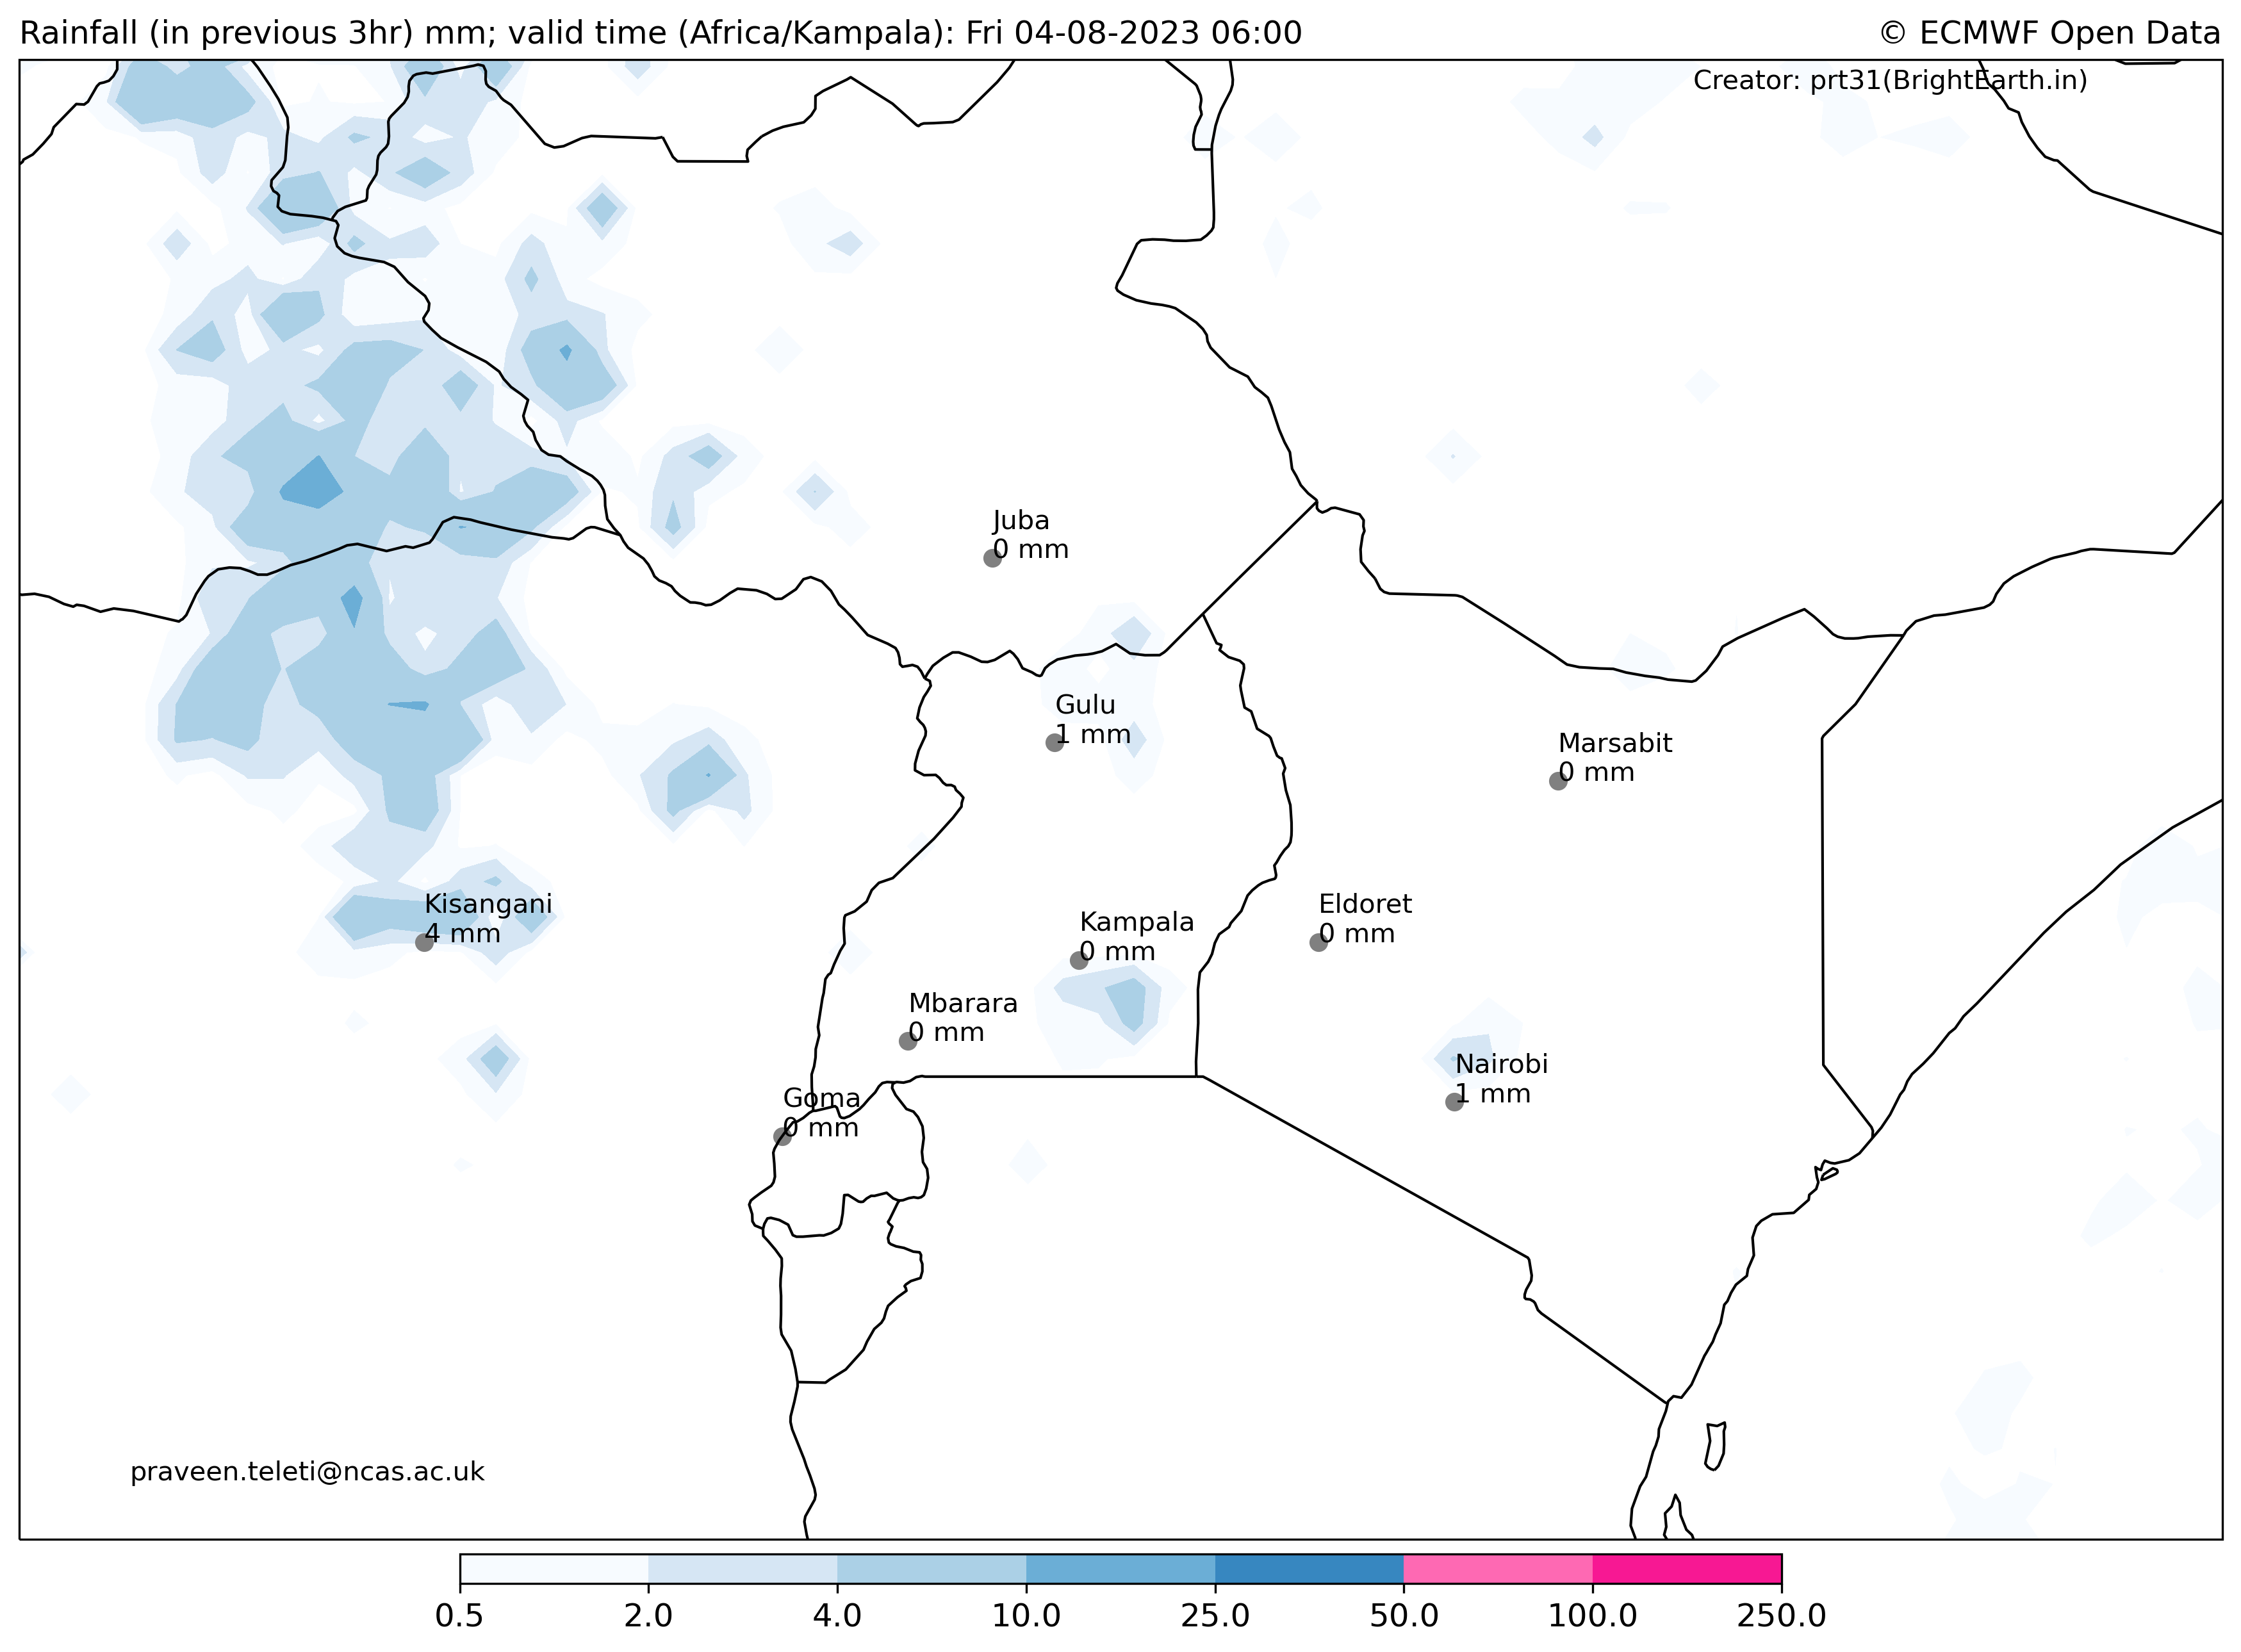 Rainfall (in previous 3hr) mm; valid time (Africa/Kampala): Fri 04-08-2023 06:00
© ECMWF Open Data
Creator: prt31(BrightEarth.in)
Juba
0 mm
Gulu
1 mm
Marsabit
0 mm
Kisangani
4 mm
Eldoret
0 mm
Kampala
0 mm
Mbarara
0 mm
Nairobi
1 mm
Goma
0 mm
praveen.teleti@ncas.ac.uk
0.5 2.0 4.0 10.0 25.0 50.0 100.0 250.0